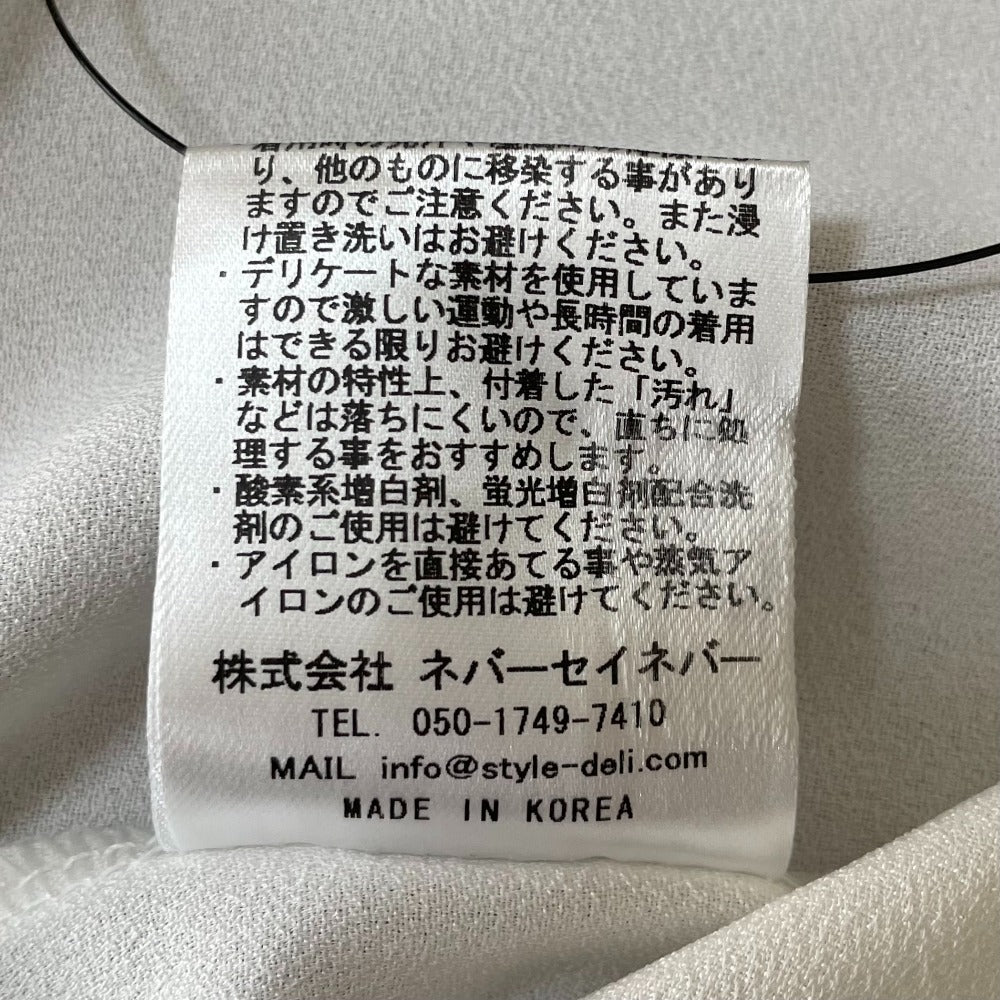 り、他のものに移染する事があり
ますのでご注意ください。また浸
け置き洗いはお避けください。
・デリケートな素材を使用していま
すので激しい運動や長時間の着用
はできる限りお避けください。
・素材の特性上、付着した「汚れ」
などは落ちにくいので、直ちに処
理する事をおすすめします。
・酸素系増白剤、蛍光増白剤配合洗
剤のご使用は避けてください。
・アイロンを直接あてる事や蒸気ア
イロンのご使用は避けてください。
株式会社 ネバーセイネバー
TEL. 050-1749-7410
MAIL info@style-deli.com
MADE IN KOREA